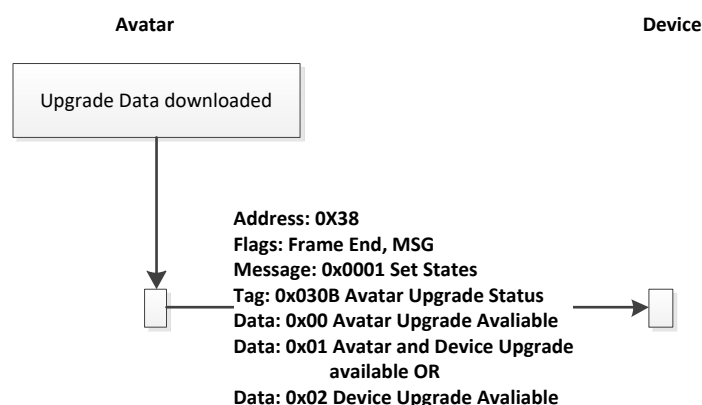 Avatar
Device
Upgrade Data downloaded
Address: 0X38
Flags: Frame End, MSG
Message: 0x0001 Set States
Tag: 0x030B Avatar Upgrade Status
Data: 0x00 Avatar Upgrade Avaliable
Data: 0x01 Avatar and Device Upgrade
available OR
Data: 0x02 Device Upgrade Avaliable